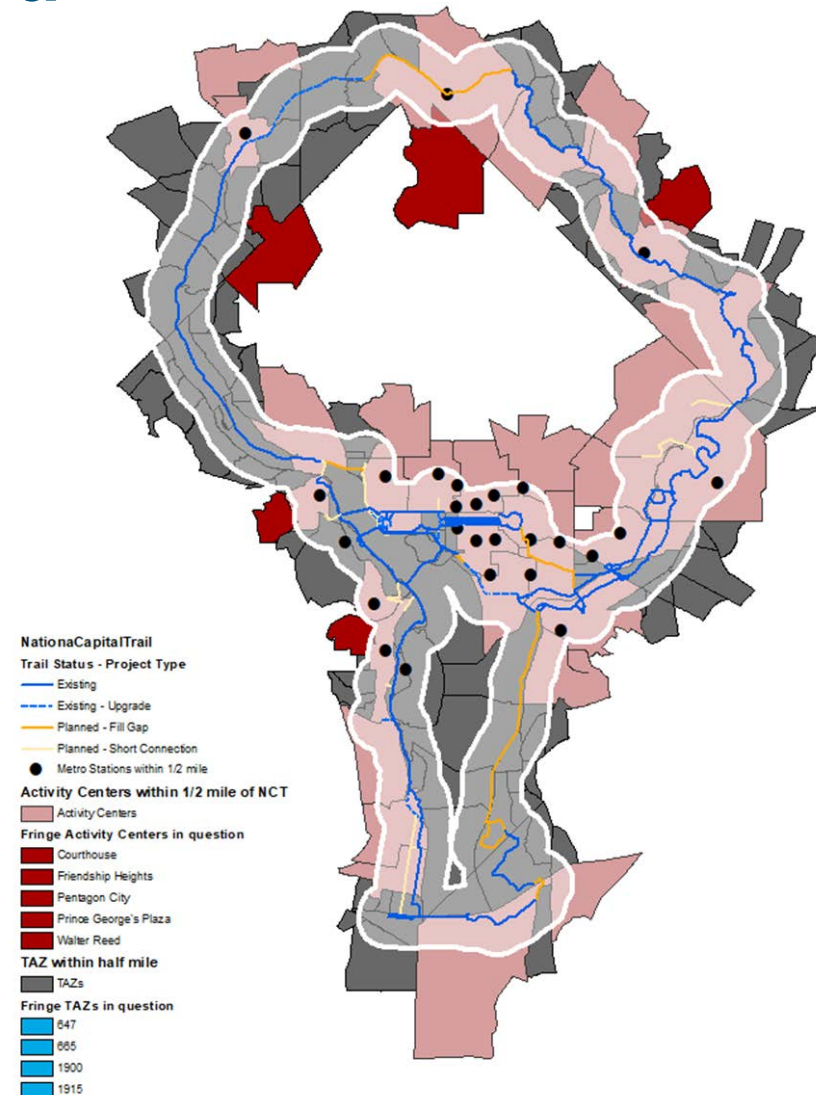 NationaCapitalTrail
Trail Status - Project Type
Existing
Existing - Upgrade
Planned - Fill Gap
Planned - Short Connection
Metro Stations within 1/2 mile
Activity Centers within 1/2 mile of NCT
Activity Centers
Fringe Activity Centers in question
Courthouse
Friendship Heights
Pentagon City
Prince George's Plaza
Walter Reed
TAZ within half mile
TAZs
Fringe TAZs in question
647
665
1900
1915